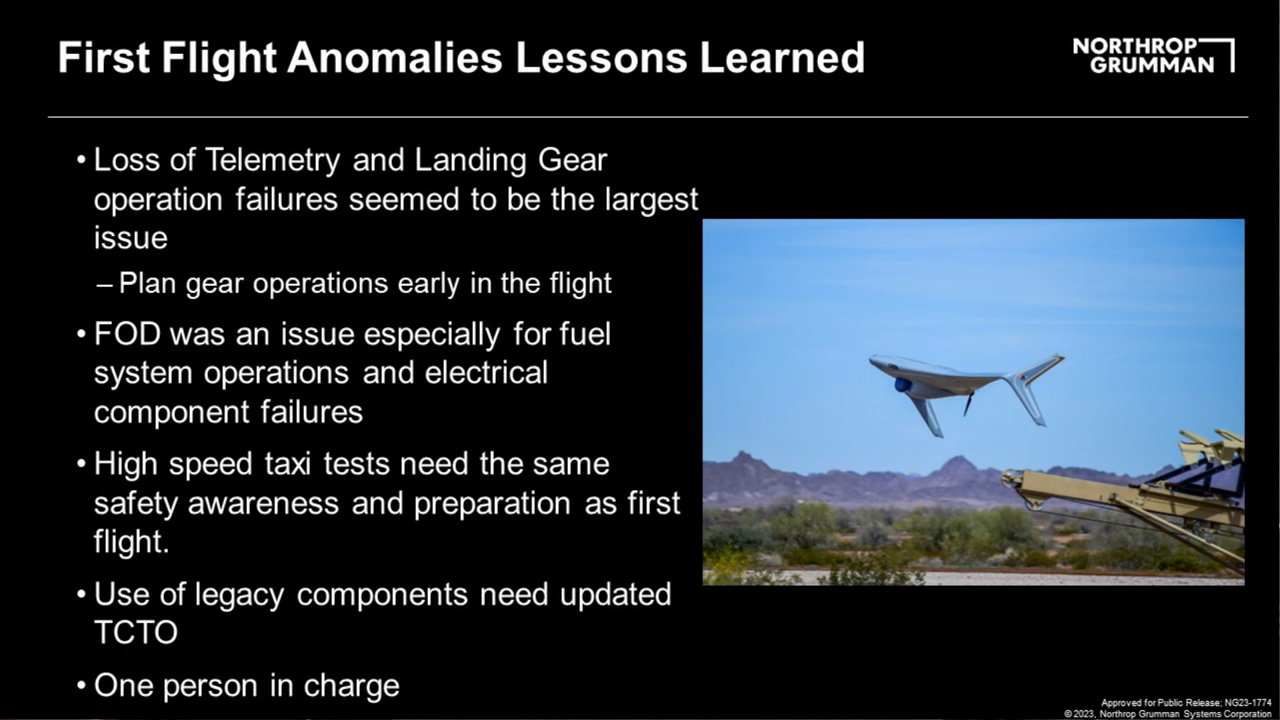 First Flight Anomalies Lessons Learned
NORTHROP
GRUMMAN
• Loss of Telemetry and Landing Gear
operation failures seemed to be the largest
issue
– Plan gear operations early in the flight
• FOD was an issue especially for fuel
system operations and electrical
component failures
• High speed taxi tests need the same
safety awareness and preparation as first
flight.
• Use of legacy components need updated
TCTO
• One person in charge
Approved for Public Release; NG23-1774
© 2023, Northrop Grumman Systems Corporation